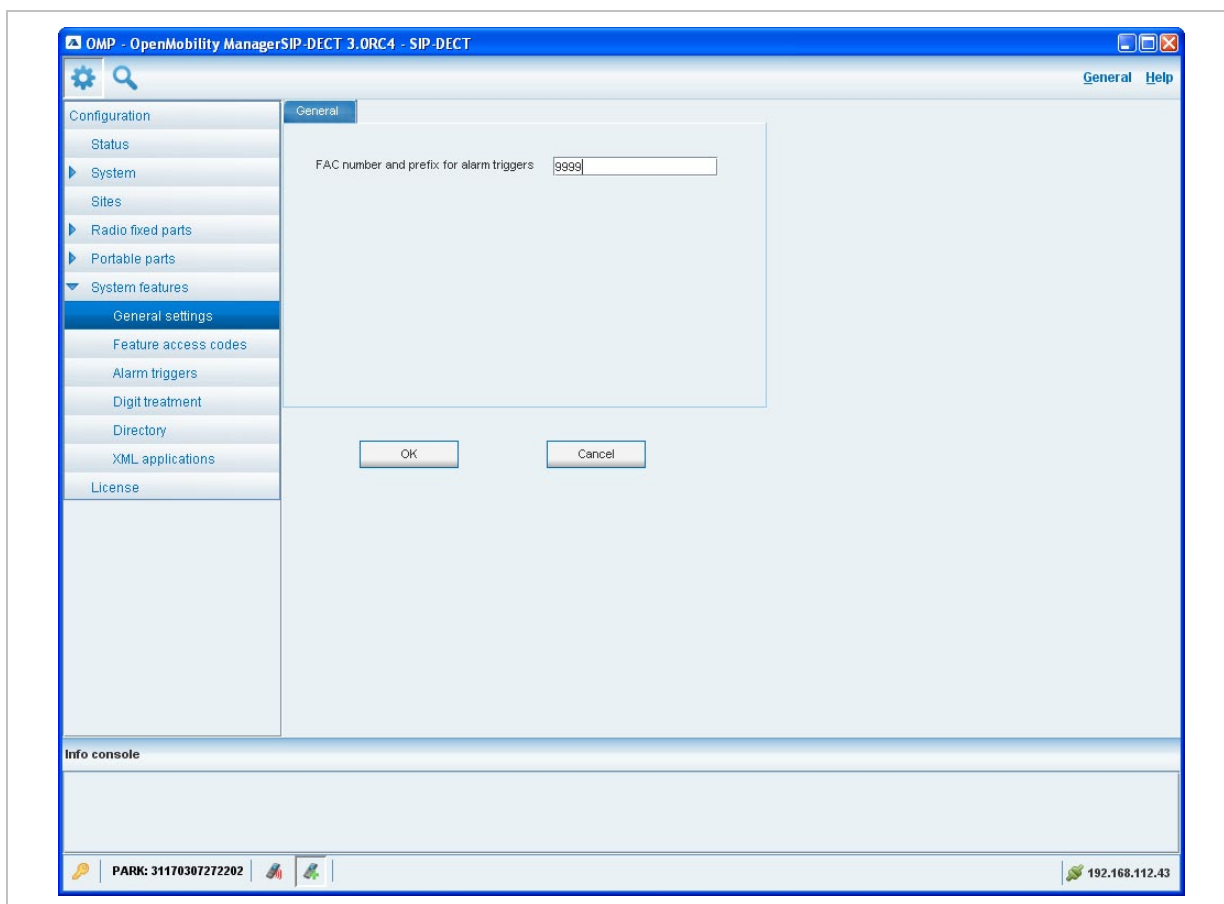 OMP - OpenMobility ManagerSIP-DECT 3.0RC4 - SIP-DECT
General Help
Configuration
Status
System
Sites
Radio fixed parts
Portable parts
System features
General settings
Feature access codes
Alarm triggers
Digit treatment
Directory
XML applications
License
General
FAC number and prefix for alarm triggers 9999
OK Cancel
Info console
PARK: 31170307272202
192.168.112.43